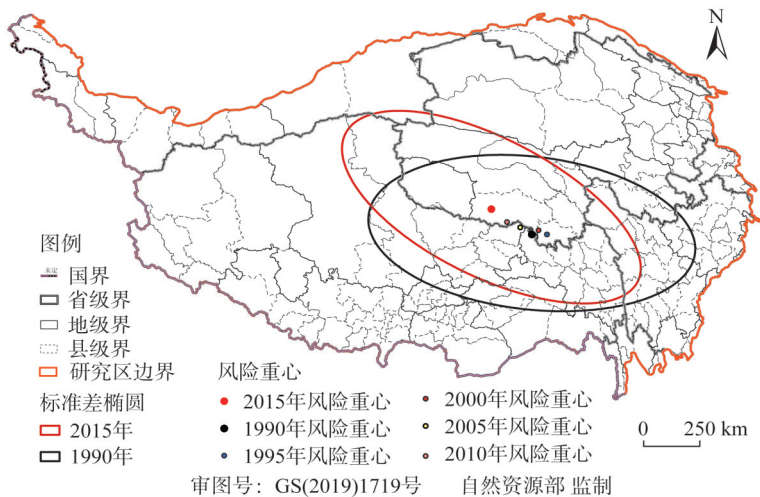 N
图例
未定
国界
省级界
地级界
县级界
研究区边界
标准差椭圆
2015年
1990年
风险重心
2015年风险重心
1990年风险重心
1995年风险重心
2000年风险重心
2005年风险重心
2010年风险重心
0 250 km
审图号：GS(2019)1719号 自然资源部 监制